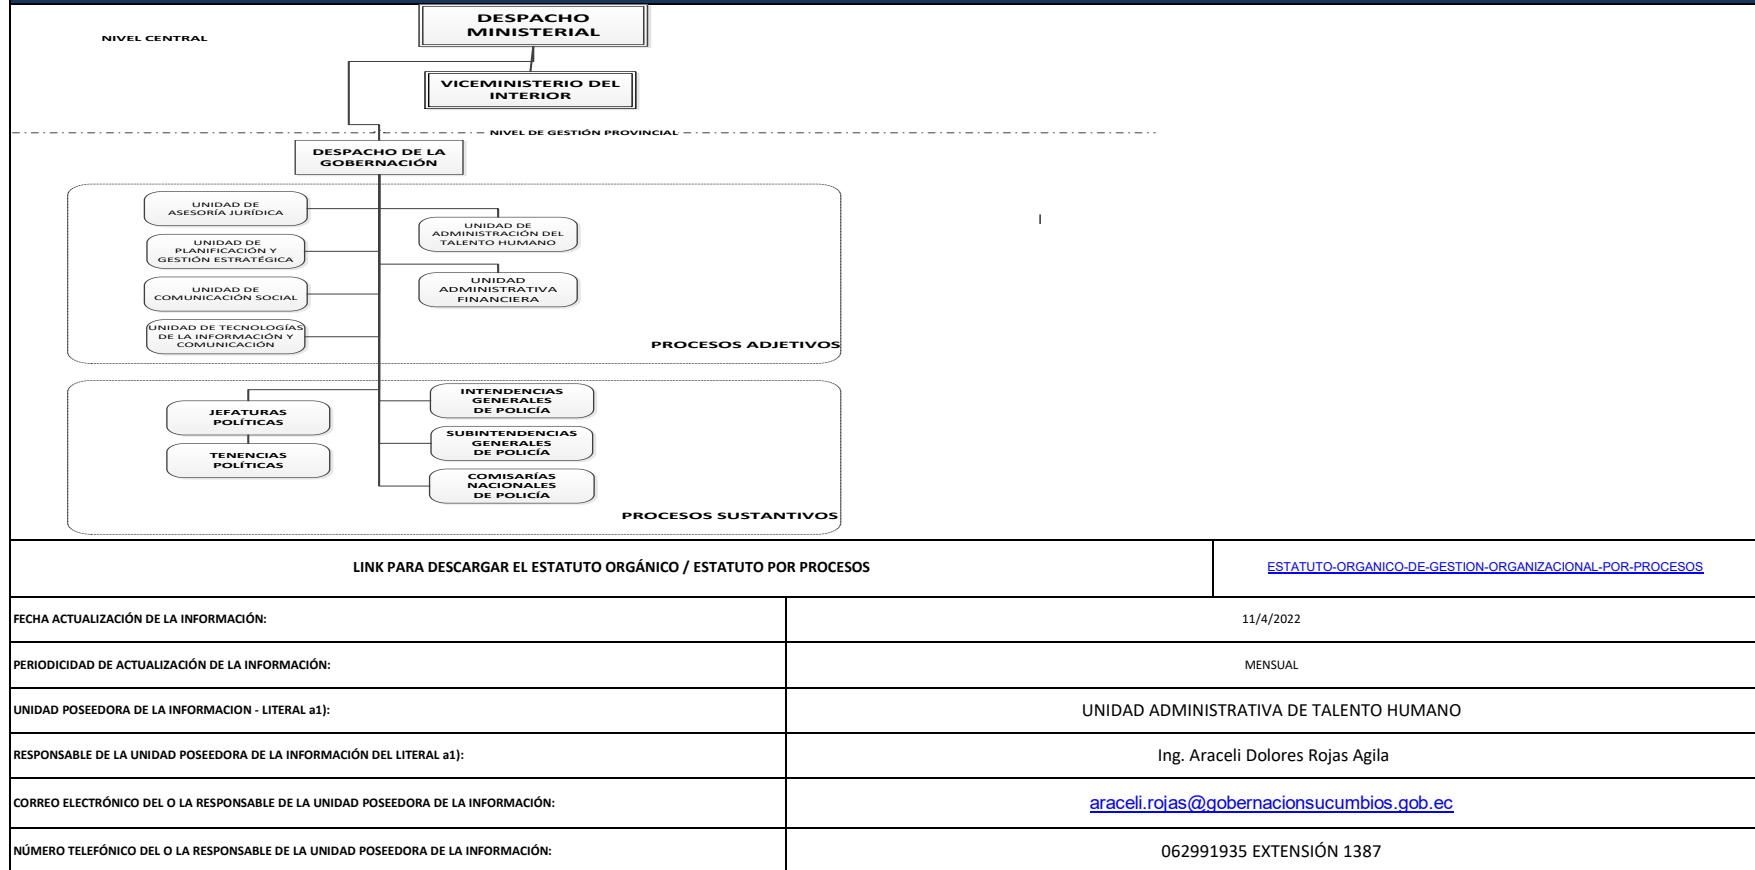 DESPACHO
MINISTERIAL
NIVEL CENTRAL
VICEMINISTERIO DEL
INTERIOR
NIVEL DE GESTIÓN PROVINCIAL
DESPACHO DE LA
GOBERNACIÓN
UNIDAD DE
ASESORÍA JURÍDICA
UNIDAD DE
ADMINISTRACIÓN DEL
TALENTO HUMANO
UNIDAD DE
PLANIFICACIÓN Y
GESTIÓN ESTRATÉGICA
UNIDAD
ADMINISTRATIVA
FINANCIERA
UNIDAD DE
COMUNICACIÓN SOCIAL
UNIDAD DE TECNOLOGÍAS
DE LA INFORMACIÓN Y
COMUNICACIÓN
PROCESOS ADJETIVOS
JEFATURAS
POLÍTICAS
TENENCIAS
POLÍTICAS
INTENDENCIAS
GENERALES
DE POLICÍA
SUBINTENDENCIAS
GENERALES
DE POLICÍA
COMISARÍAS
NACIONALES
DE POLICÍA
PROCESOS SUSTANTIVOS
I
LINK PARA DESCARGAR EL ESTATUTO ORGÁNICO / ESTATUTO POR PROCESOS
ESTATUTO-ORGANICO-DE-GESTION-ORGANIZACIONAL-POR-PROCESOS
FECHA ACTUALIZACIÓN DE LA INFORMACIÓN:
11/4/2022
PERIODICIDAD DE ACTUALIZACIÓN DE LA INFORMACIÓN:
MENSUAL
UNIDAD POSEEDORA DE LA INFORMACION - LITERAL a1):
UNIDAD ADMINISTRATIVA DE TALENTO HUMANO
RESPONSABLE DE LA UNIDAD POSEEDORA DE LA INFORMACIÓN DEL LITERAL a1):
Ing. Araceli Dolores Rojas Agila
CORREO ELECTRÓNICO DEL O LA RESPONSABLE DE LA UNIDAD POSEEDORA DE LA INFORMACIÓN:
araceli.rojas@gobernacionsucumbios.gob.ec
NÚMERO TELEFÓNICO DEL O LA RESPONSABLE DE LA UNIDAD POSEEDORA DE LA INFORMACIÓN:
062991935 EXTENSIÓN 1387